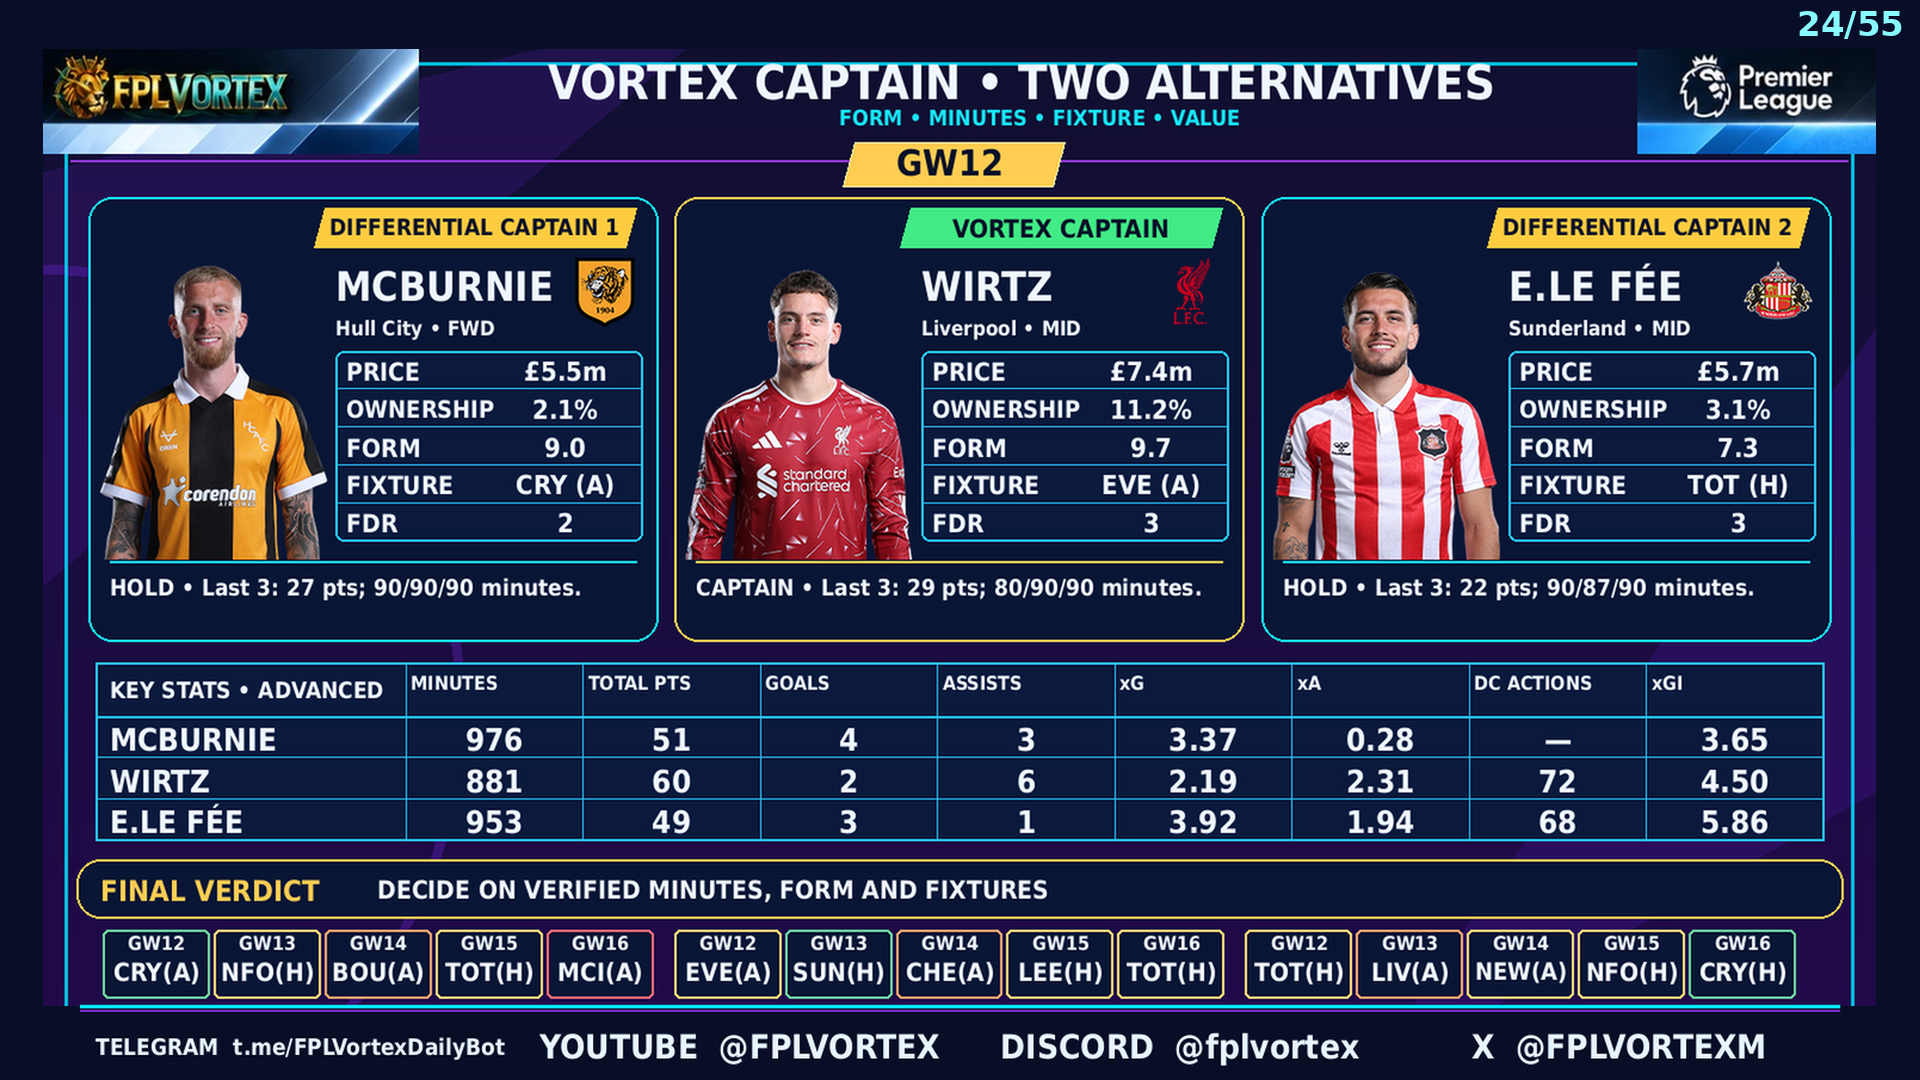 24/55
FPLVORTEX
VORTEX CAPTAIN • TWO ALTERNATIVES
FORM • MINUTES • FIXTURE • VALUE
Premier
League
GW12
DIFFERENTIAL CAPTAIN 1
MCBURNIE
1904
Hull City • FWD
corendon
AIRLINES
PRICE £5.5m
OWNERSHIP 2.1%
FORM 9.0
FIXTURE CRY (A)
FDR 2
HOLD • Last 3: 27 pts; 90/90/90 minutes.
VORTEX CAPTAIN
WIRTZ
L.F.C.
Liverpool • MID
standard
chartered
PRICE £7.4m
OWNERSHIP 11.2%
FORM 9.7
FIXTURE EVE (A)
FDR 3
CAPTAIN • Last 3: 29 pts; 80/90/90 minutes.
DIFFERENTIAL CAPTAIN 2
E.LE FÉE
Sunderland • MID
PRICE £5.7m
OWNERSHIP 3.1%
FORM 7.3
FIXTURE TOT (H)
FDR 3
HOLD • Last 3: 22 pts; 90/87/90 minutes.
KEY STATS • ADVANCED MINUTES TOTAL PTS GOALS ASSISTS xG xA DC ACTIONS xGI
MCBURNIE 976 51 4 3 3.37 0.28 — 3.65
WIRTZ 881 60 2 6 2.19 2.31 72 4.50
E.LE FÉE 953 49 3 1 3.92 1.94 68 5.86
FINAL VERDICT DECIDE ON VERIFIED MINUTES, FORM AND FIXTURES
GW12 GW13 GW14 GW15 GW16 GW12 GW13 GW14 GW15 GW16 GW12 GW13 GW14 GW15 GW16
CRY(A) NFO(H) BOU(A) TOT(H) MCI(A) EVE(A) SUN(H) CHE(A) LEE(H) TOT(H) TOT(H) LIV(A) NEW(A) NFO(H) CRY(H)
TELEGRAM t.me/FPLVortexDailyBot YOUTUBE @FPLVORTEX DISCORD @fplvortex X @FPLVORTEXM